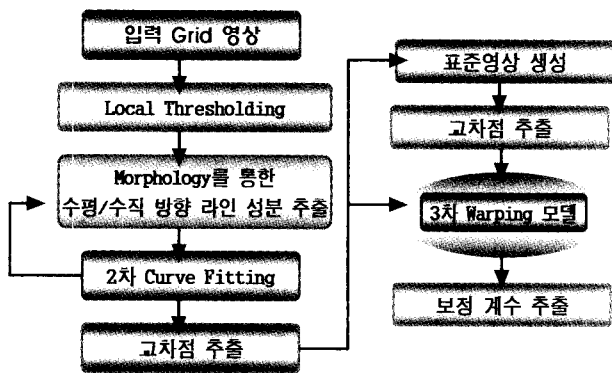 입력 Grid 영상
Local Thresholding
Morphology를 통한
수평/수직 방향 라인 성분 추출
2차 Curve Fitting
교차점 추출
표준영상 생성
교차점 추출
3차 Warping 모델
보정 계수 추출